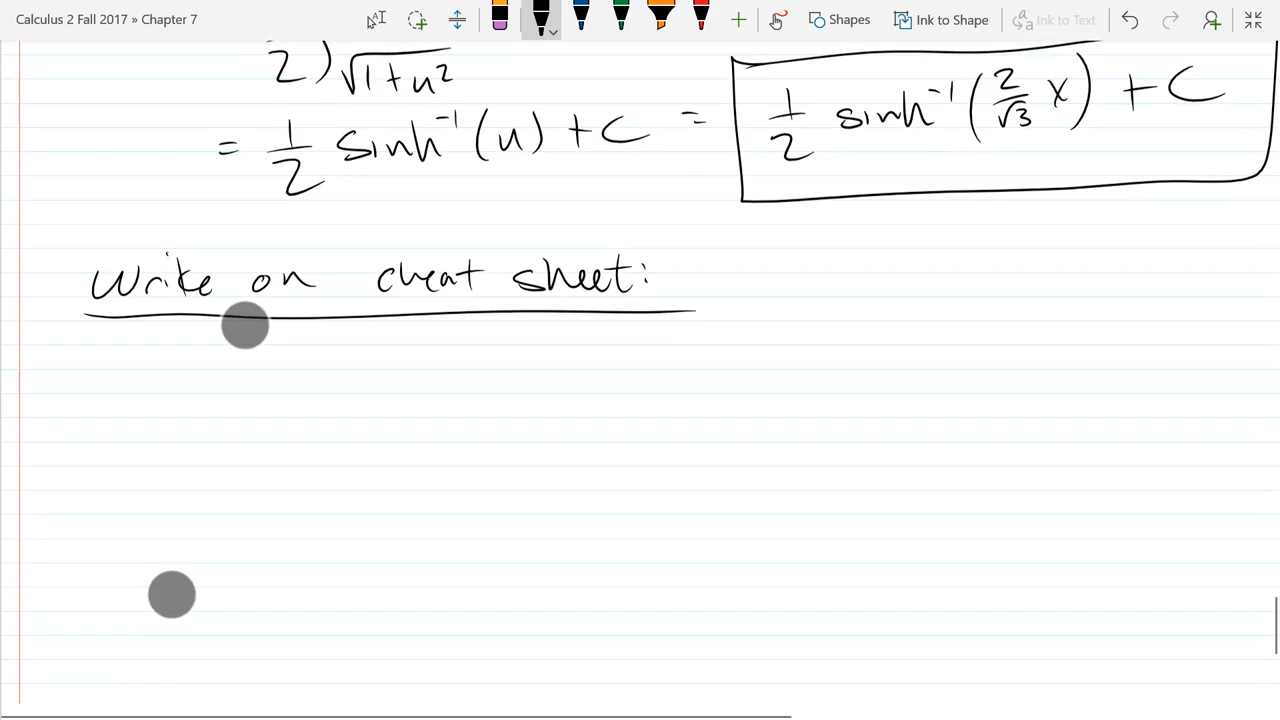 Calculus 2 Fall 2017 » Chapter 7
Shapes
Ink to Shape
Ink to Text
2) √1+u²
= 1/2 sinh⁻¹(u) + C = 1/2 sinh⁻¹(2/√3 x) + C
Write on cheat sheet: